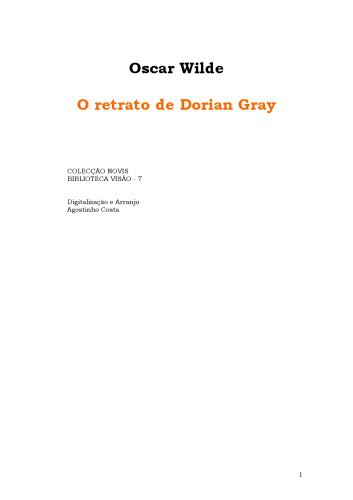 Oscar Wilde
O retrato de Dorian Gray
COLECÇÃO NOVIS
BIBLIOTECA VISÃO - 7
Digitalização e Arranjo
Agostinho Costa
1